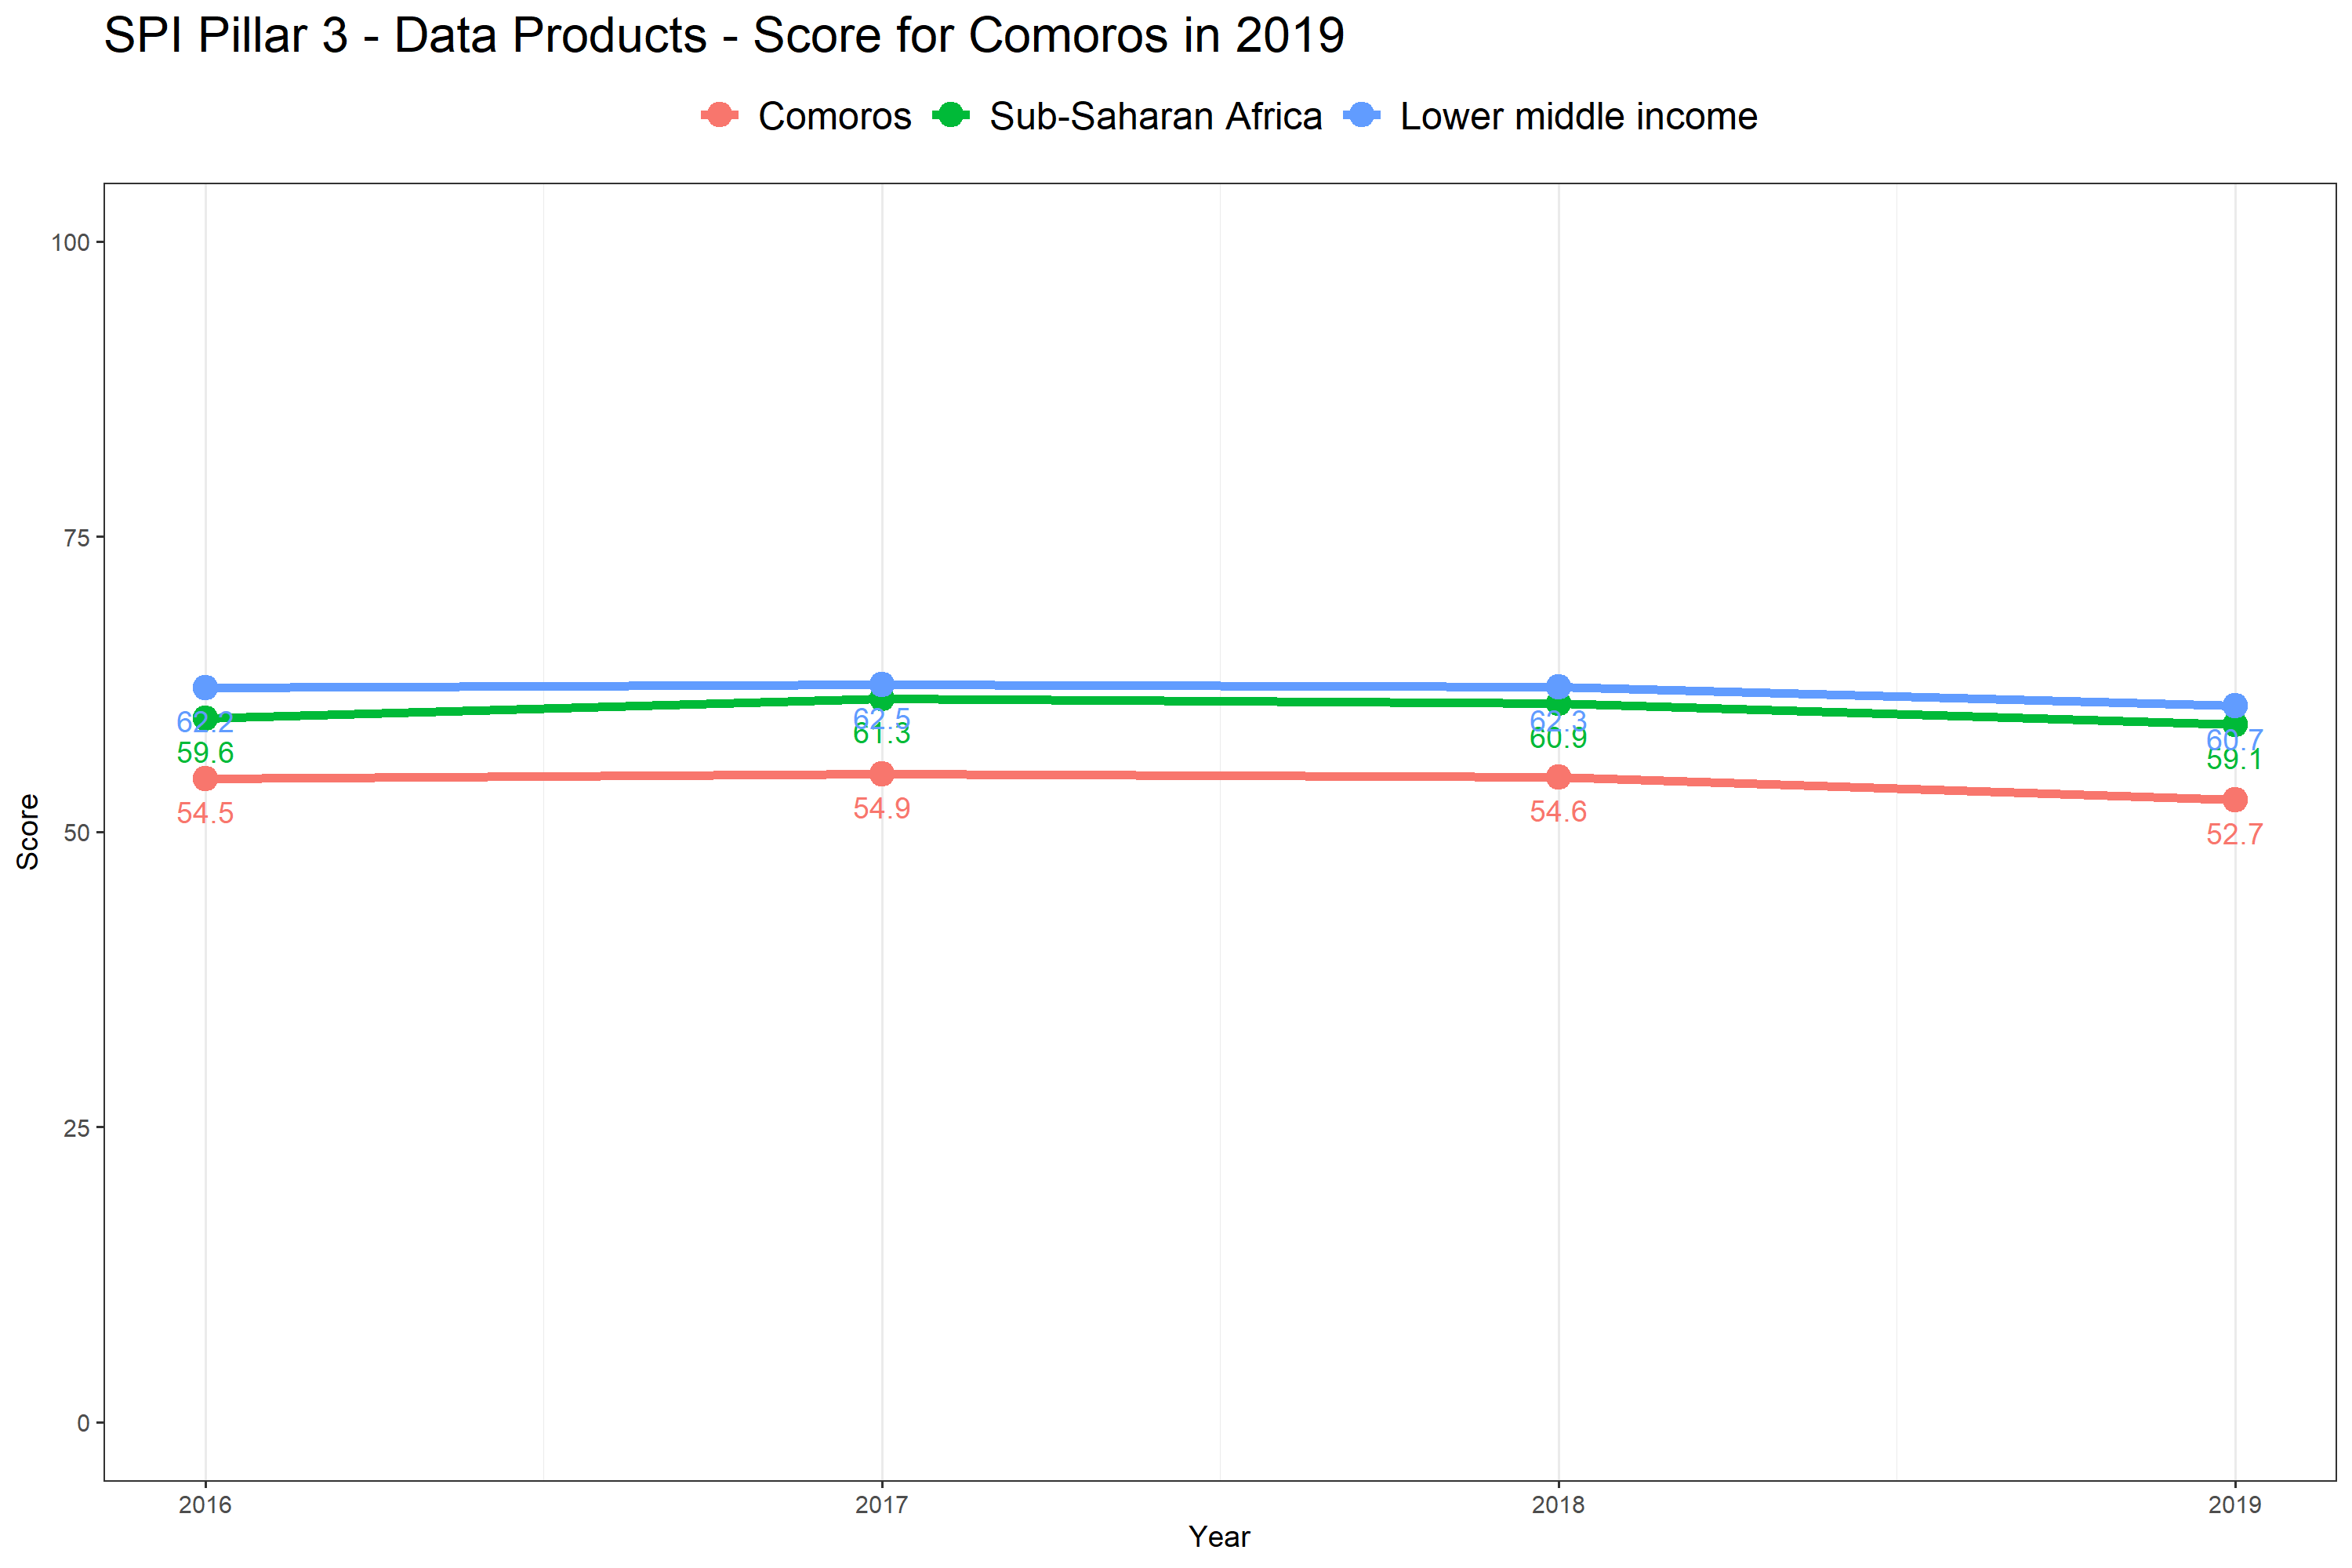 SPI Pillar 3 - Data Products - Score for Comoros in 2019
Comoros Sub-Saharan Africa Lower middle income
100
75
50
25
0
Score
62.2 62.5 62.3 60.7
59.6 61.3 60.9 59.1
54.5 54.9 54.6 52.7
2016 2017 2018 2019
Year